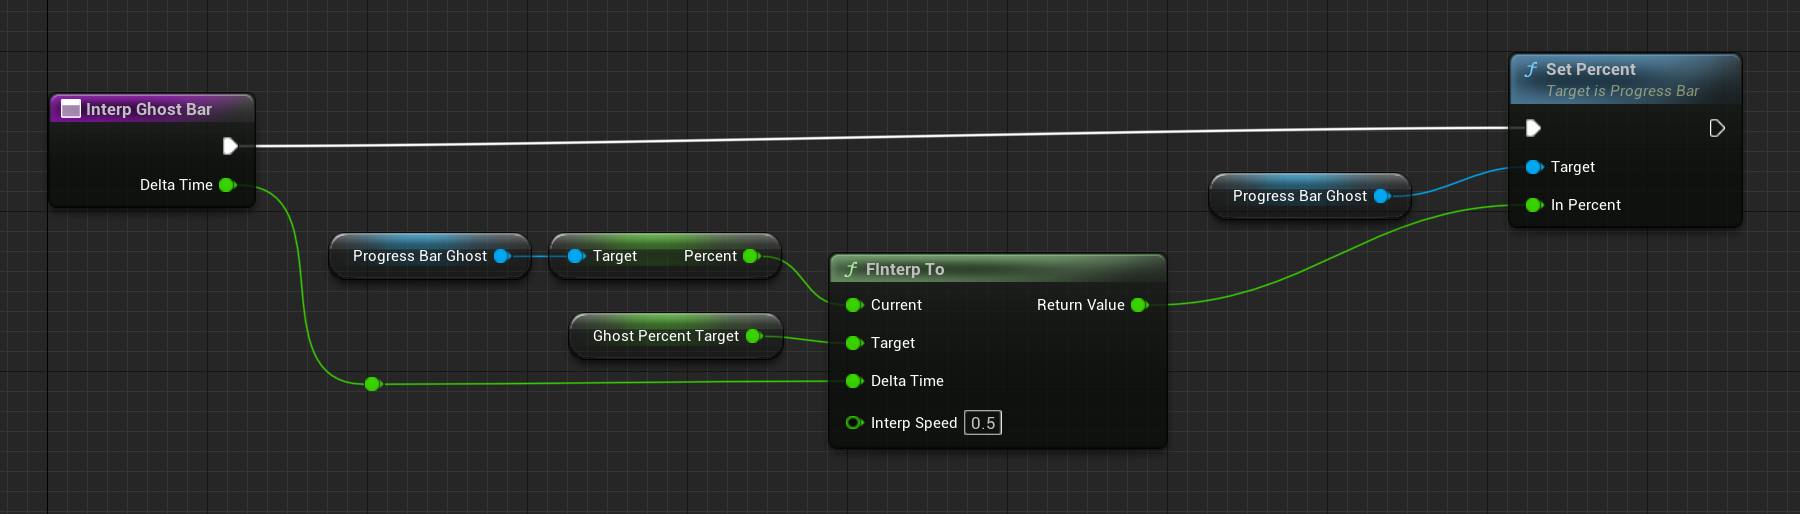 Interp Ghost Bar
Delta Time
Progress Bar Ghost
Target Percent
Ghost Percent Target
FInterp To
Current Return Value
Target
Delta Time
Interp Speed 0.5
Progress Bar Ghost
Set Percent
Target is Progress Bar
Target
In Percent